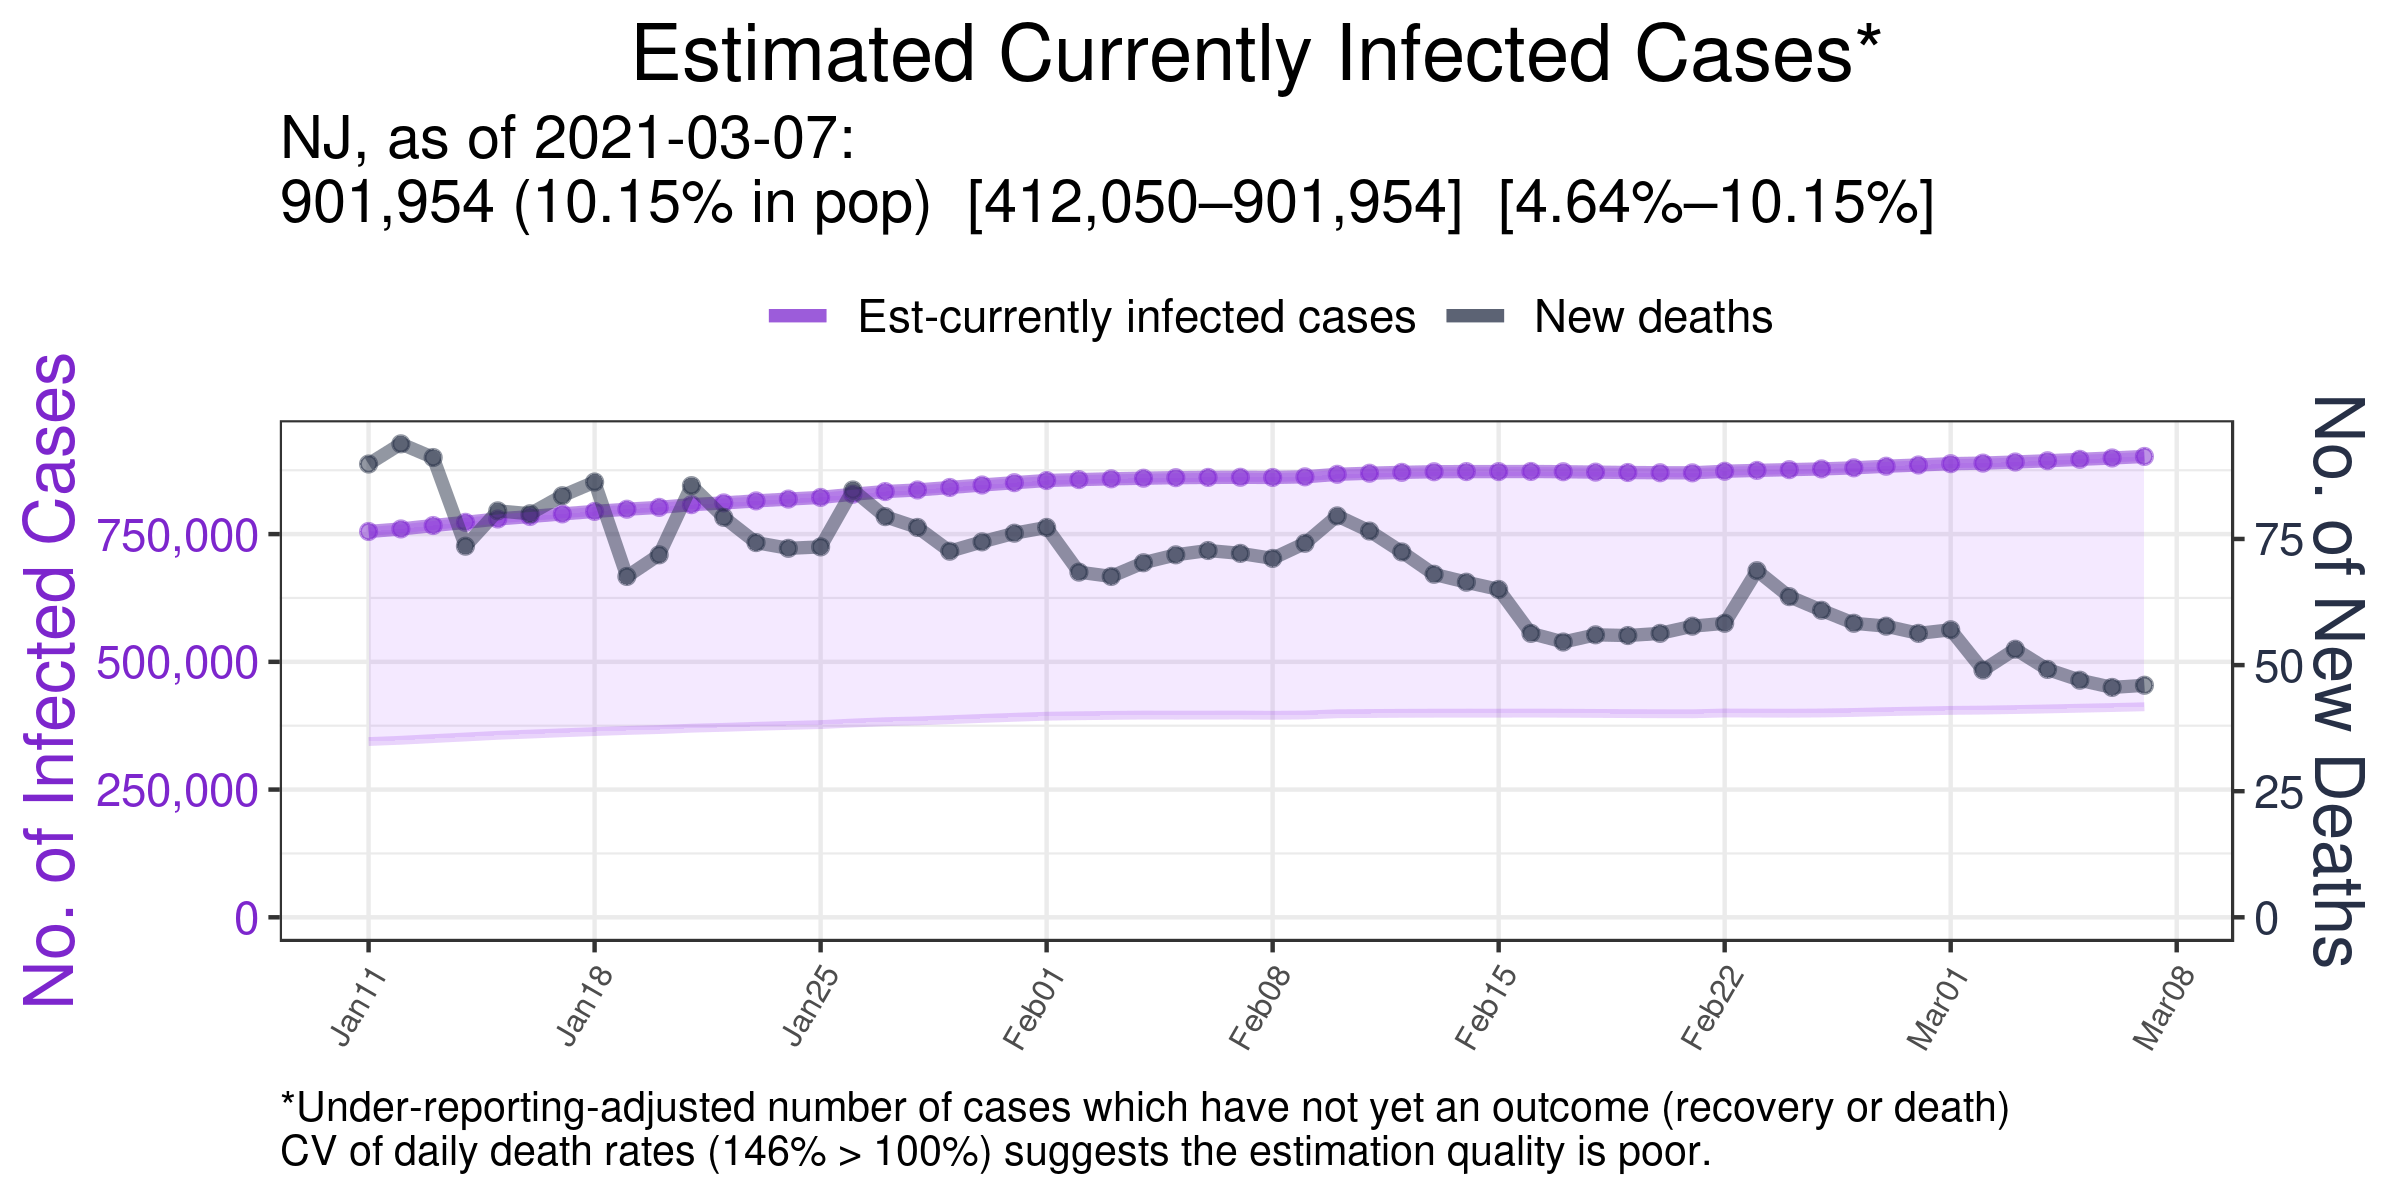 Estimated Currently Infected Cases*
NJ, as of 2021-03-07:
901,954 (10.15% in pop)  [412,050–901,954]  [4.64%–10.15%]
Est-currently infected cases
New deaths
No. of Infected Cases
750,000
500,000
250,000
0
75
50
25
0
No. of New Deaths
Jan11
Jan18
Jan25
Feb01
Feb08
Feb15
Feb22
Mar01
Mar08
*Under-reporting-adjusted number of cases which have not yet an outcome (recovery or death)
CV of daily death rates (146% > 100%) suggests the estimation quality is poor.